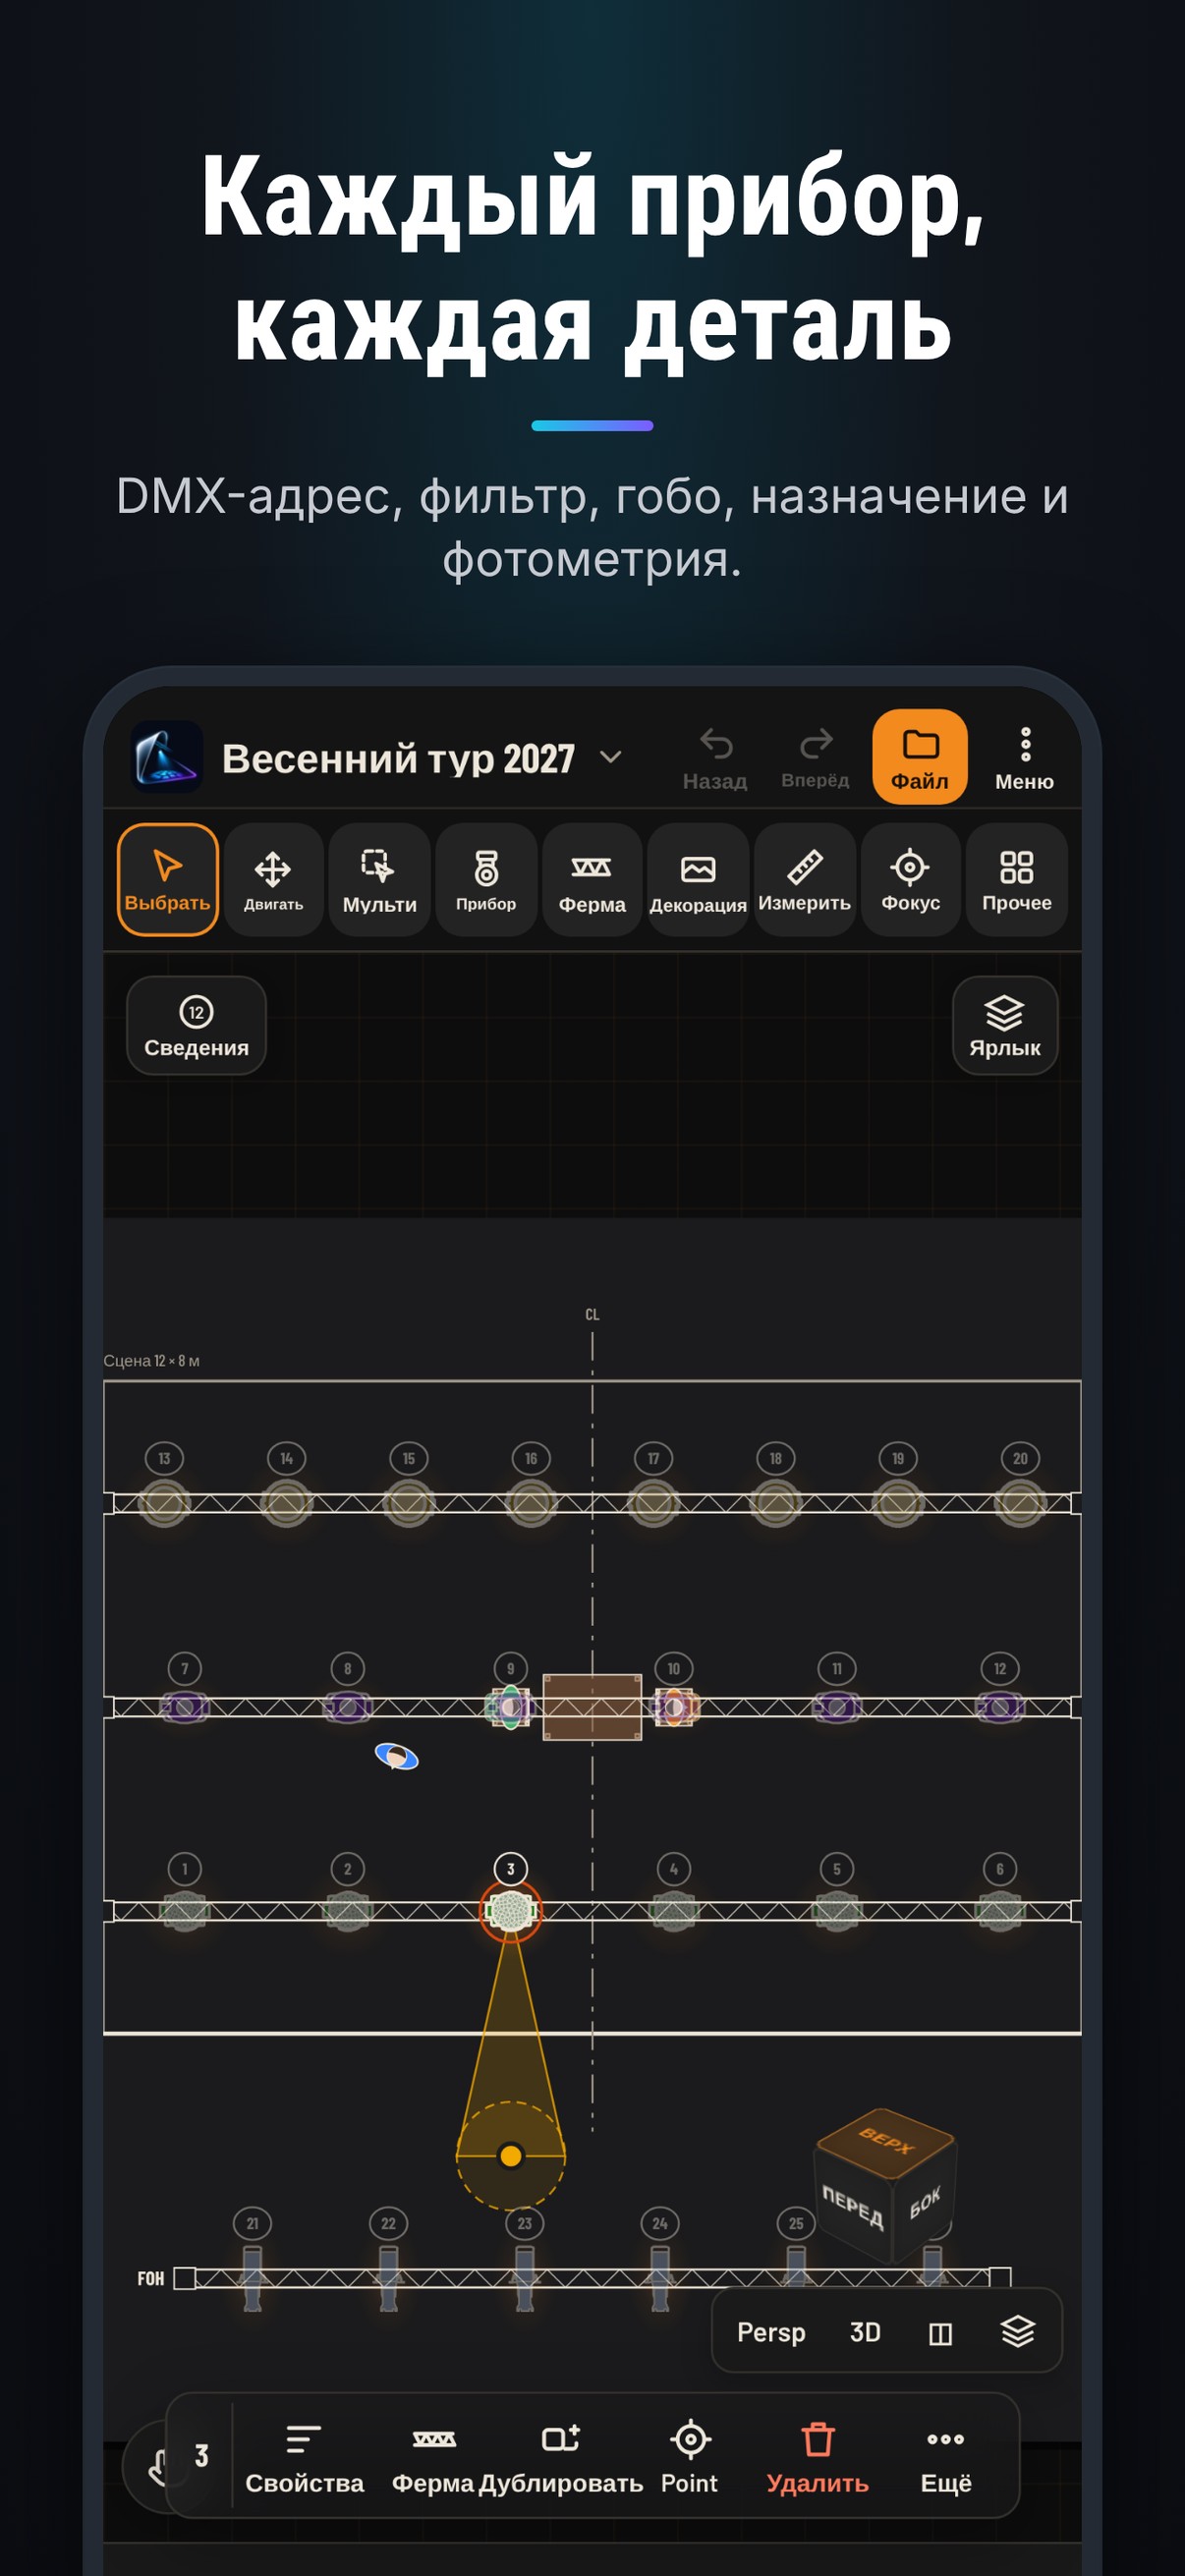 Каждый прибор,
каждая деталь
DMX-адрес, фильтр, гобо, назначение и
фотометрия.
Весенний тур 2027
Назад
Вперёд
Файл
Меню
Выбрать
Двигать
Мульти
Прибор
Ферма
Декорация
Измерить
Фокус
Прочее
12
Сведения
Ярлык
CL
Сцена 12 × 8 м
13 14 15 16 17 18 19 20
7 8 9 10 11 12
1 2 3 4 5 6
ВЕРХ
ПЕРЕД
БОК
21 22 23 24 25
FOH
Persp
3D
3
Свойства
Ферма
Дублировать
Point
Удалить
Ещё